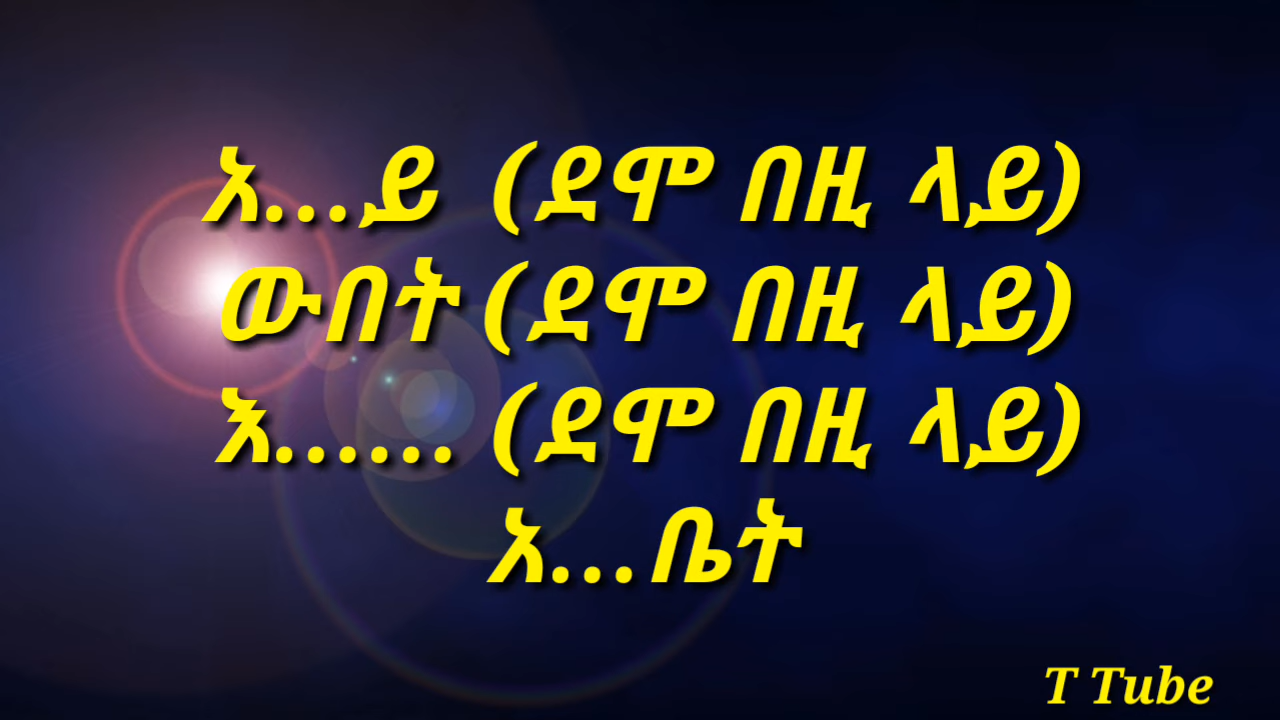 አ...ይ (ደሞ በዚ ላይ)
ውበት (ደሞ በዚ ላይ)
እ...... (ደሞ በዚ ላይ)
አ...ቤት
T Tube